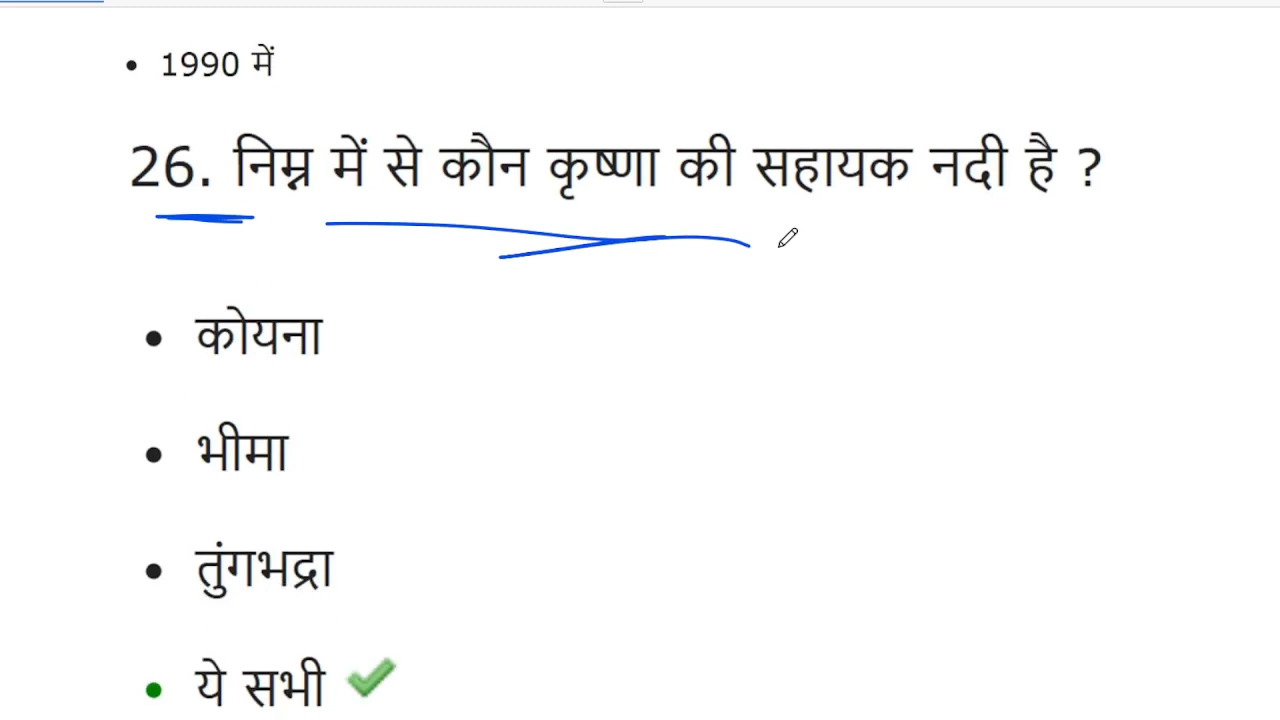 1990 में
26. निम्न में से कौन कृष्णा की सहायक नदी है ?
कोयना
भीमा
तुंगभद्रा
ये सभी